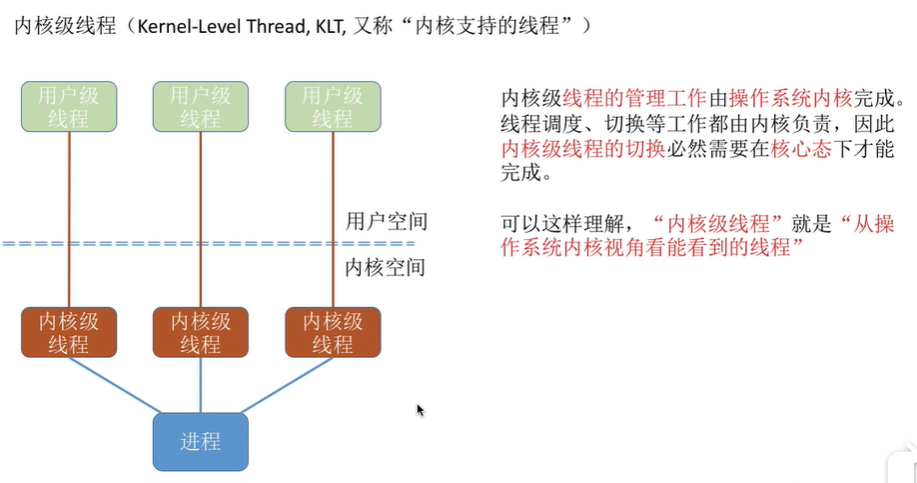 内核级线程（Kernel-Level Thread, KLT, 又称“内核支持的线程”）
用户级
线程
用户级
线程
用户级
线程
用户空间
内核空间
内核级
线程
内核级
线程
内核级
线程
进程
内核级线程的管理工作由操作系统内核完成。
线程调度、切换等工作都由内核负责，因此
内核级线程的切换必然需要在核心态下才能
完成。
可以这样理解，“内核级线程”就是“从操
作系统内核视角看能看到的线程”